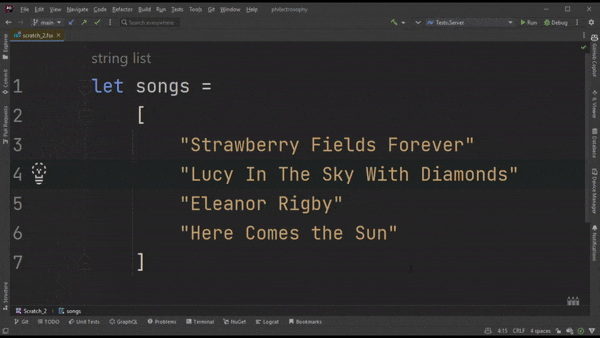 File Edit View Navigate Code Refactor Build Run Tests Tools Git Window Help philectrosophy
main Search everywhere Tests:Server Run Debug
scratch_2.fsx
Explorer
Commit
Pull Requests
Structure
string list
1 let songs =
2 [
3 "Strawberry Fields Forever"
4 "Lucy In The Sky With Diamonds"
5 "Eleanor Rigby"
6 "Here Comes the Sun"
7 ]
GitHub Copilot
IL Viewer
Database
Device Manager
Notifications
Scratch_2 songs
Git TODO Unit Tests GraphQL Problems Terminal NuGet Logcat Bookmarks
4:15 CRLF 4 spaces